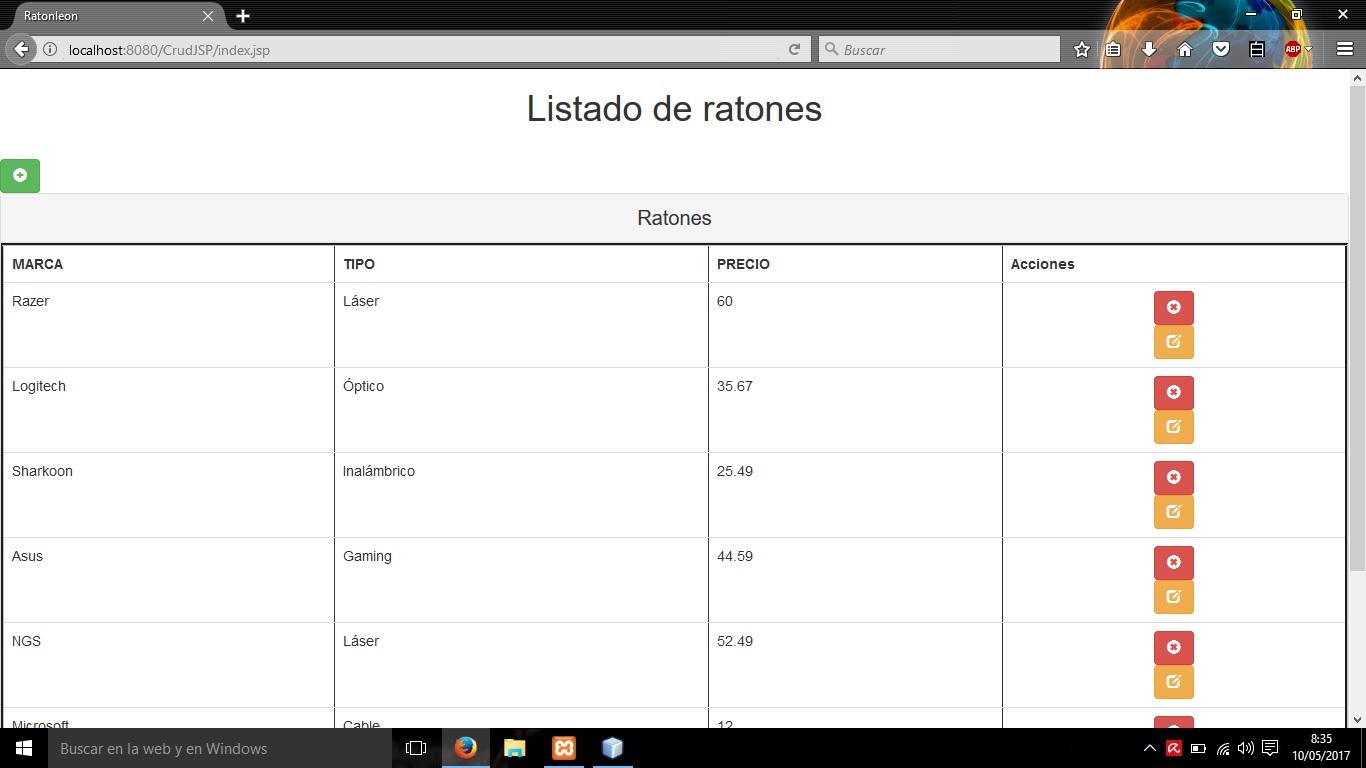 Ratonleon
localhost:8080/CrudJSP/index.jsp
Buscar
ABP
Listado de ratones
Ratones
MARCA TIPO PRECIO Acciones
Razer Láser 60
Logitech Óptico 35.67
Sharkoon Inalámbrico 25.49
Asus Gaming 44.59
NGS Láser 52.49
Microsoft Cable 12
Buscar en la web y en Windows
8:35
10/05/2017